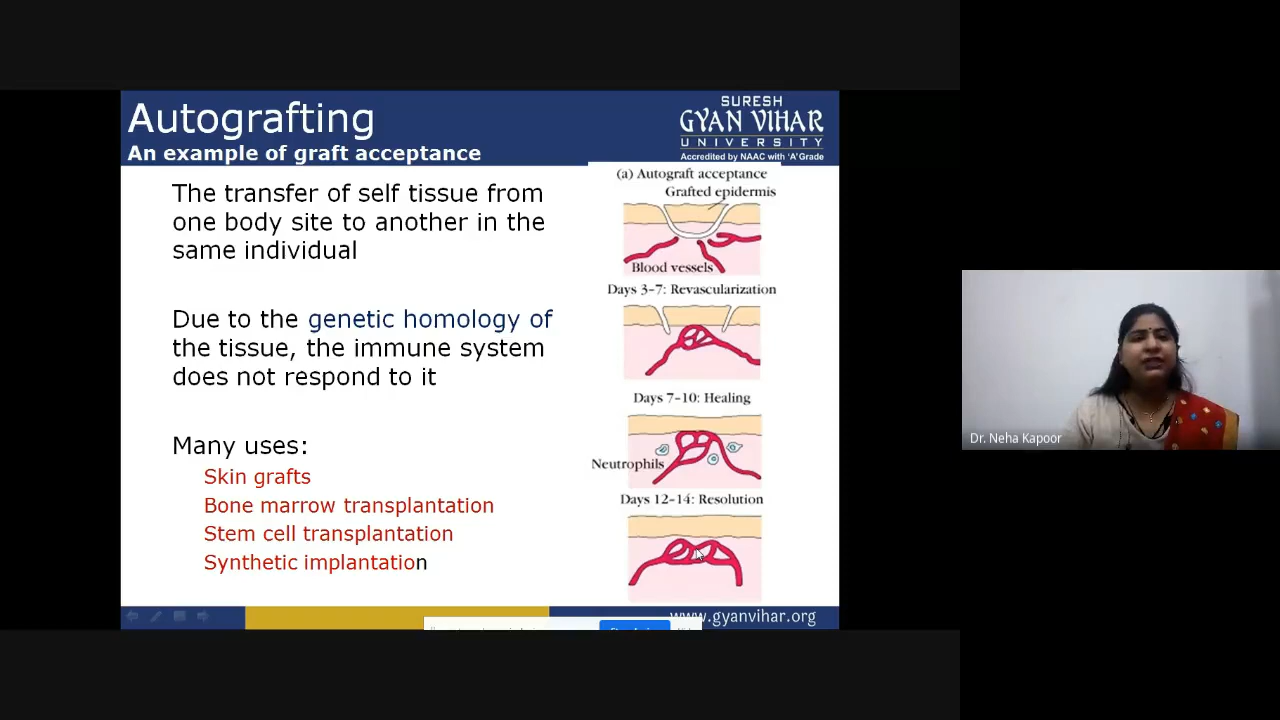 Autografting
An example of graft acceptance
SURESH
GYAN VIHAR
UNIVERSITY
Accredited by NAAC with 'A' Grade
The transfer of self tissue from
one body site to another in the
same individual
Due to the genetic homology of
the tissue, the immune system
does not respond to it
Many uses:
Skin grafts
Bone marrow transplantation
Stem cell transplantation
Synthetic implantation
(a) Autograft acceptance
Grafted epidermis
Blood vessels
Days 3–7: Revascularization
Days 7–10: Healing
Neutrophils
Days 12–14: Resolution
www.gyanvihar.org
Dr. Neha Kapoor